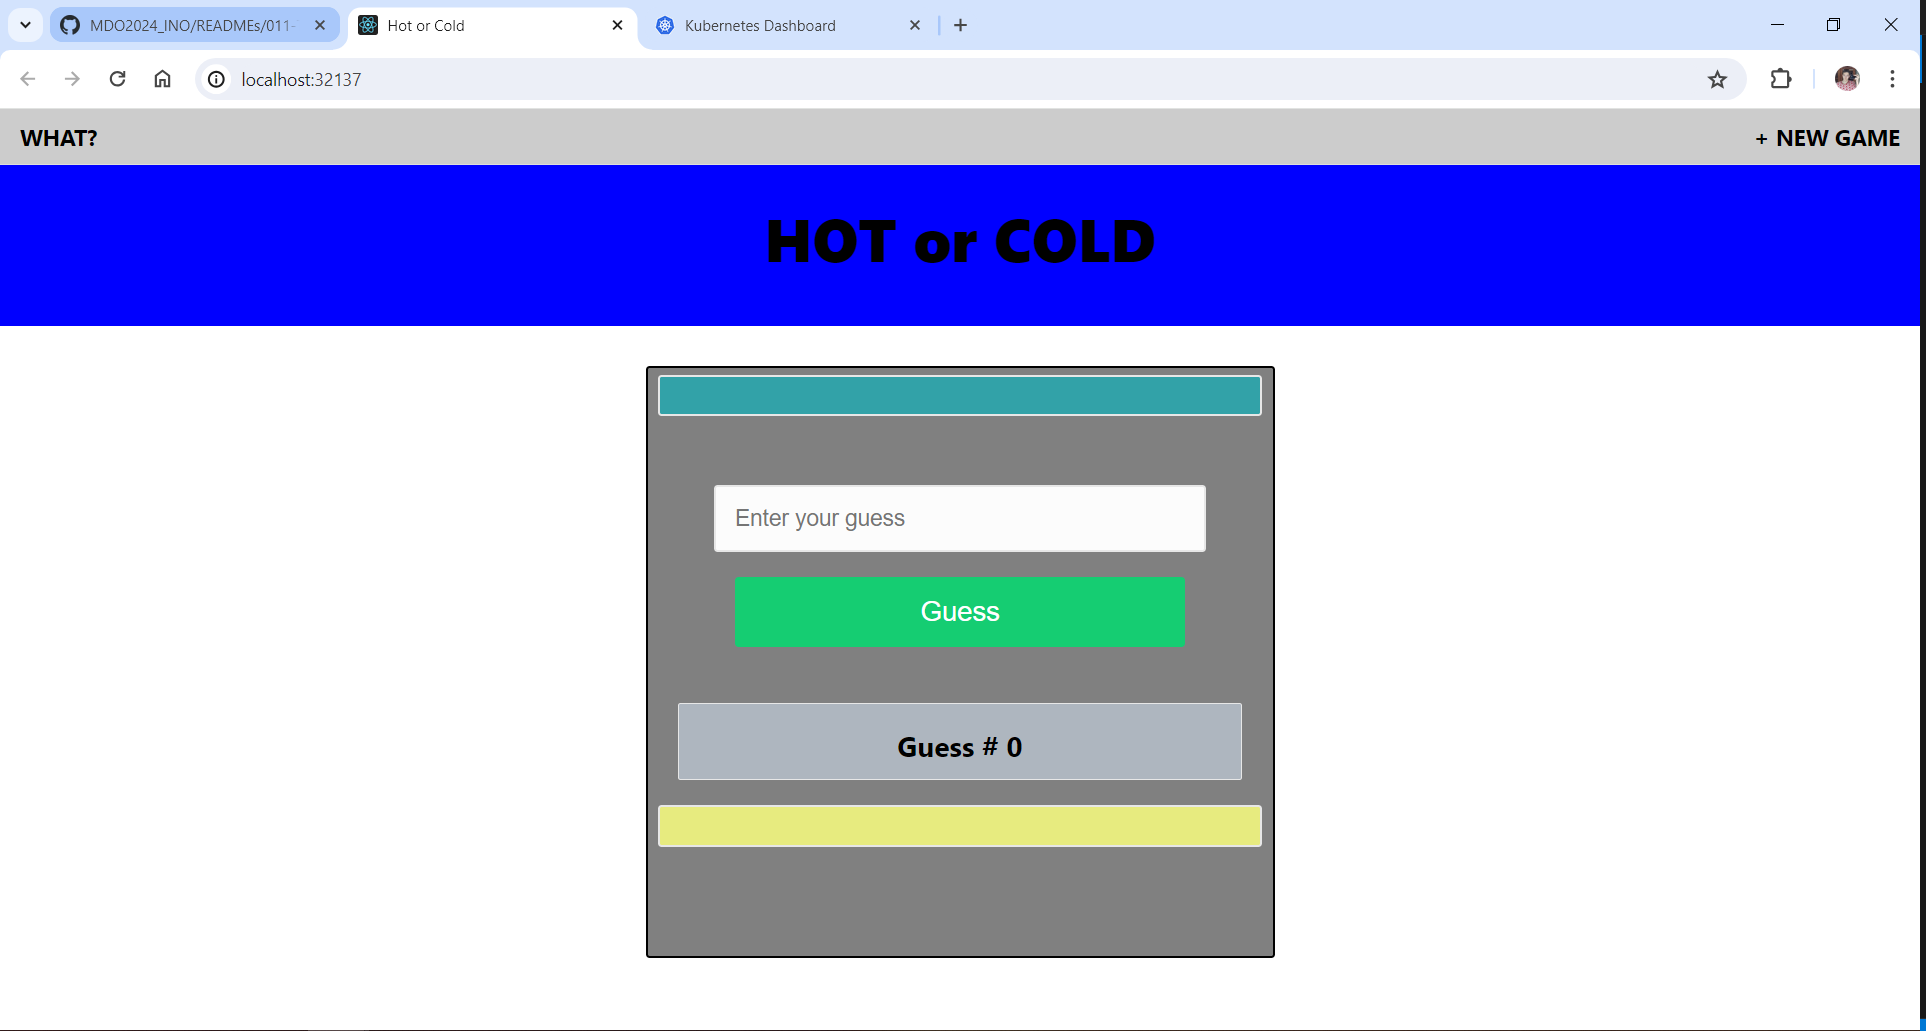 MDO2024_INO/READMEs/011-
Hot or Cold
Kubernetes Dashboard
localhost:32137
WHAT?
+ NEW GAME
HOT or COLD
Enter your guess
Guess
Guess # 0